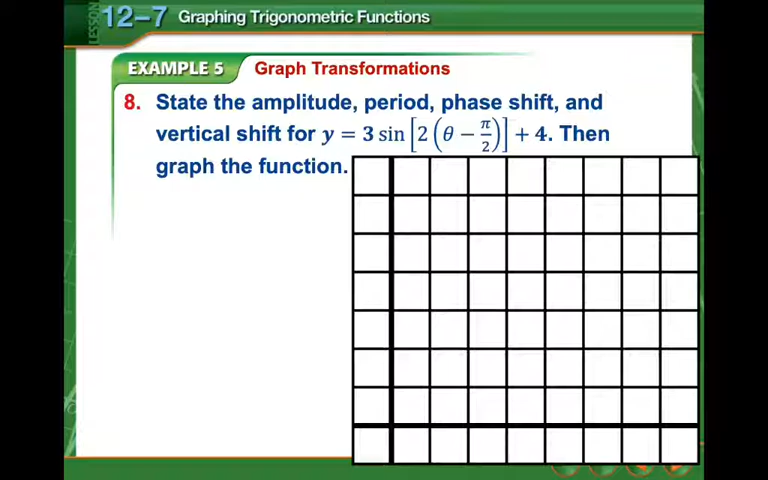 LESSON 12–7 Graphing Trigonometric Functions
EXAMPLE 5 Graph Transformations
8. State the amplitude, period, phase shift, and
vertical shift for y = 3 sin [2 (θ − π/2)] + 4. Then
graph the function.